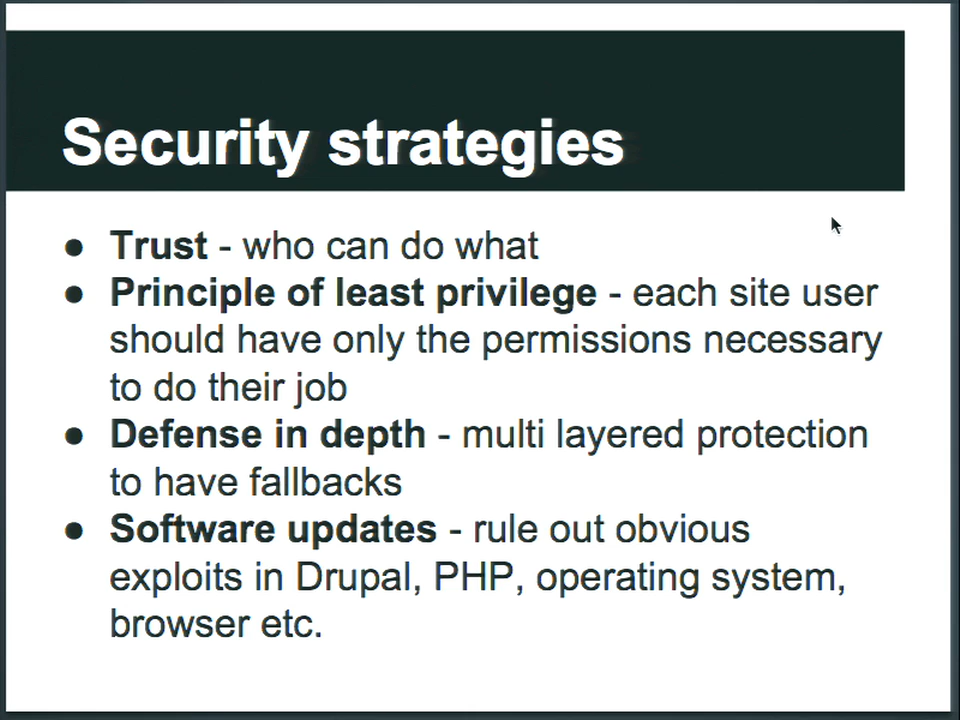 Security strategies
● Trust - who can do what
● Principle of least privilege - each site user
should have only the permissions necessary
to do their job
● Defense in depth - multi layered protection
to have fallbacks
● Software updates - rule out obvious
exploits in Drupal, PHP, operating system,
browser etc.